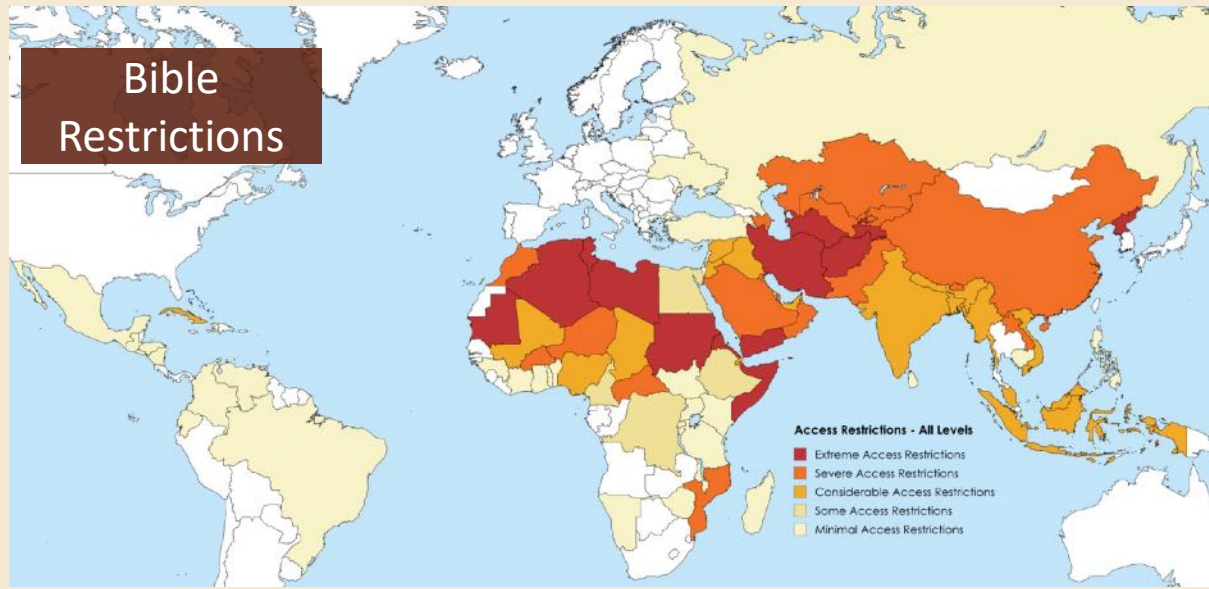 Bible
Restrictions
Access Restrictions - All Levels
Extreme Access Restrictions
Severe Access Restrictions
Considerable Access Restrictions
Some Access Restrictions
Minimal Access Restrictions